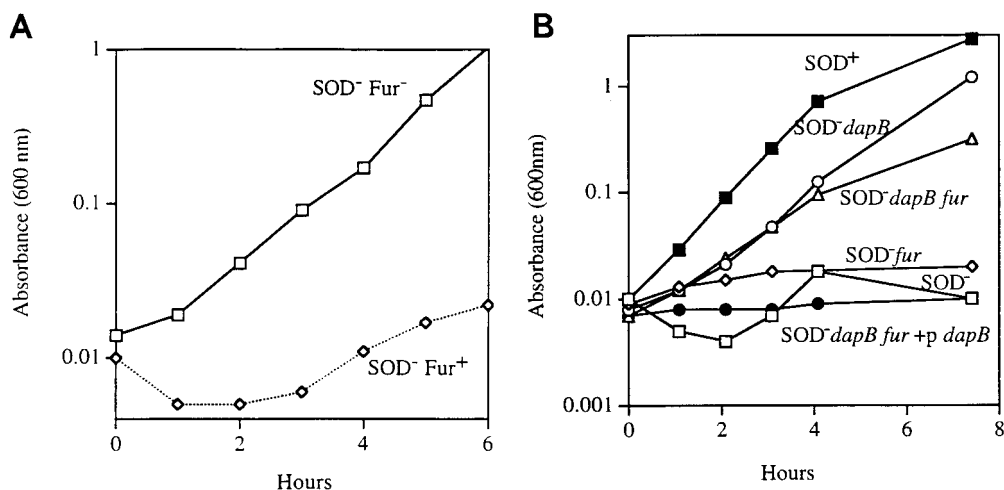 A
B
1
0.1
0.01
Absorbance (600 nm)
SOD⁻ Fur⁻
SOD⁻ Fur⁺
0
2
4
6
Hours
1
0.1
0.01
0.001
Absorbance (600nm)
SOD⁺
SOD⁻dapB
SOD⁻dapB fur
SOD⁻fur
SOD⁻
SOD⁻dapB fur +p dapB
0
2
4
6
8
Hours